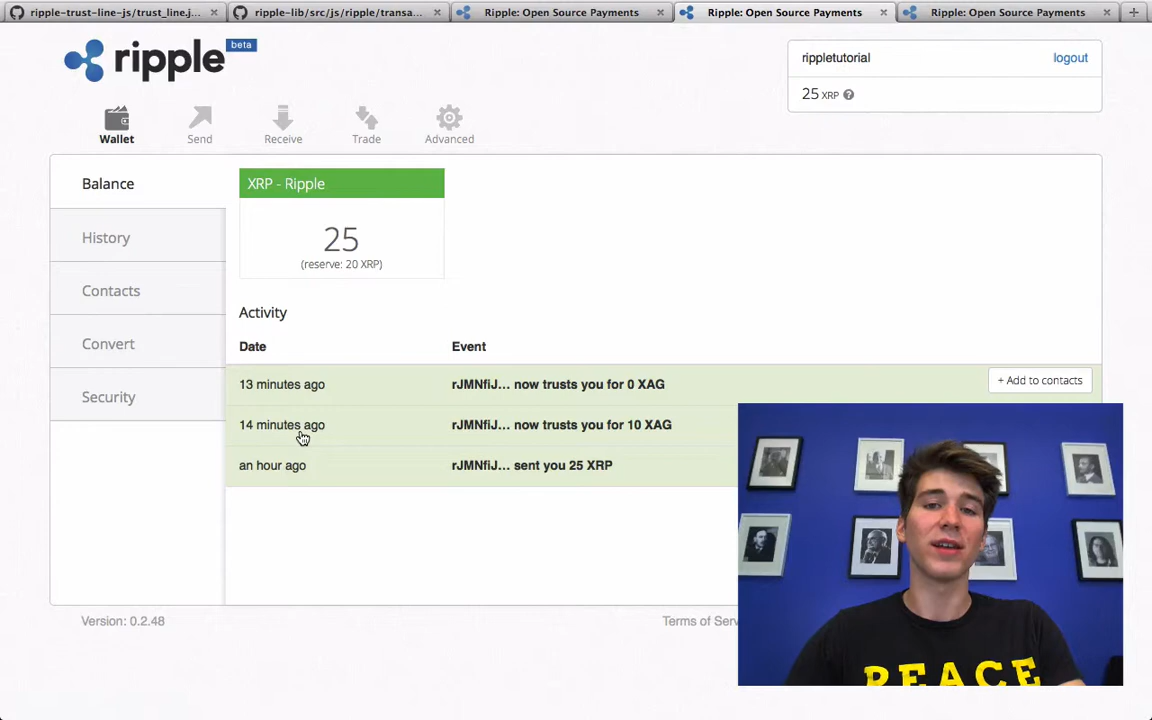 ripple-trust-line-js/trust_line.j...
ripple-lib/src/js/ripple/transa...
Ripple: Open Source Payments
Ripple: Open Source Payments
Ripple: Open Source Payments
ripple beta
rippletutorial logout
25 XRP ?
Wallet Send Receive Trade Advanced
Balance
History
Contacts
Convert
Security
XRP - Ripple
25
(reserve: 20 XRP)
Activity
Date Event
13 minutes ago rJMNfiJ... now trusts you for 0 XAG + Add to contacts
14 minutes ago rJMNfiJ... now trusts you for 10 XAG
an hour ago rJMNfiJ... sent you 25 XRP
Version: 0.2.48 Terms of Serv
PEACE